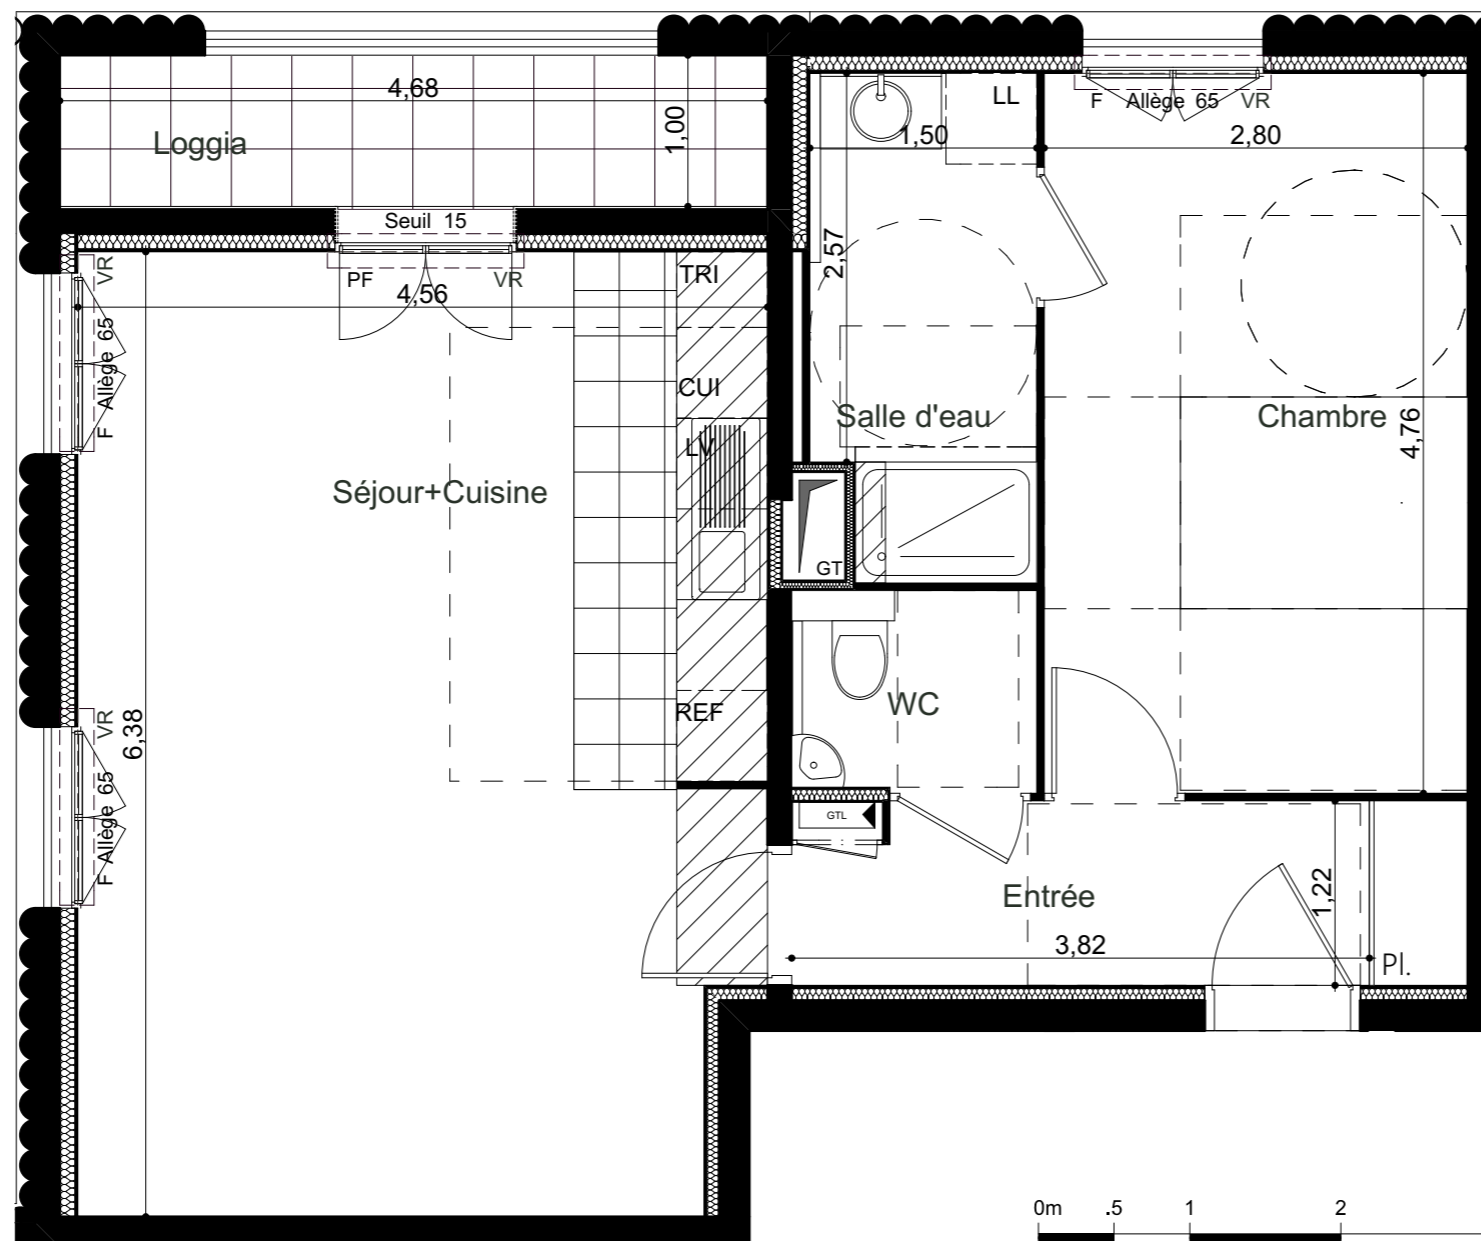 4,68
1,00
Loggia
Seuil 15
PF
VR
4,56
VR
F Allège 65
TRI
CUI
LV
REF
Séjour+Cuisine
6,38
VR
F Allège 65
LL
1,50
2,57
Salle d'eau
GT
WC
GTL
F Allège 65 VR
2,80
Chambre
4,76
Entrée
1,22
3,82
Pl.
0m .5 1 2